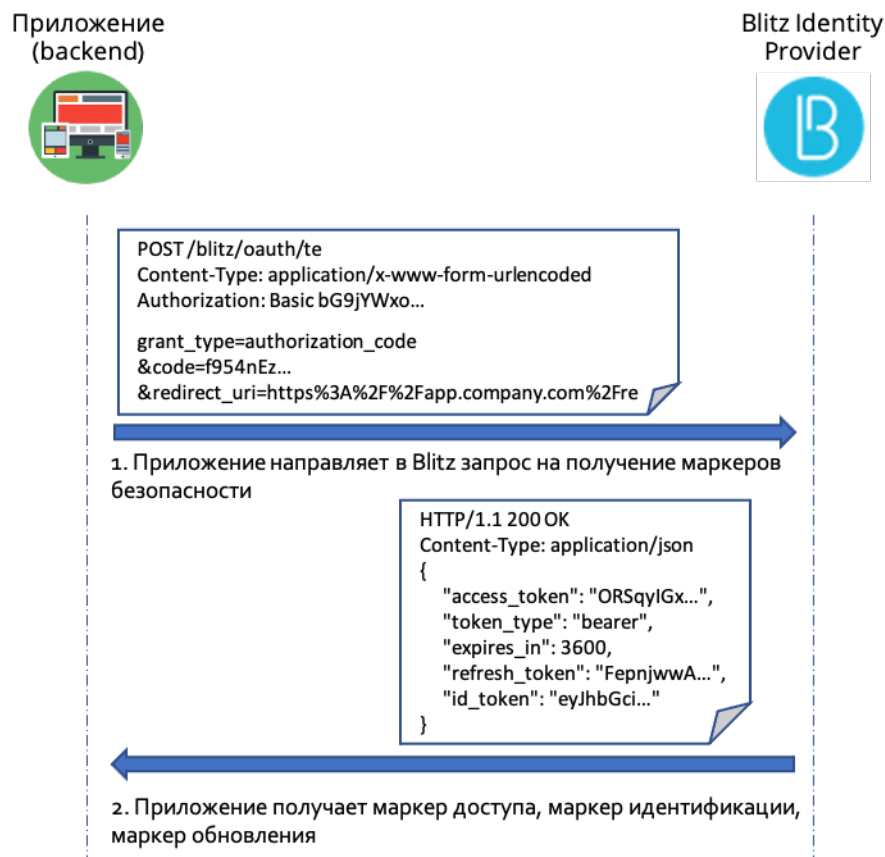 Приложение
(backend)
Blitz Identity
Provider
POST /blitz/oauth/te
Content-Type: application/x-www-form-urlencoded
Authorization: Basic bG9jYWxo...
grant_type=authorization_code
&code=f954nEz...
&redirect_uri=https%3A%2F%2Fapp.company.com%2Fre
1. Приложение направляет в Blitz запрос на получение маркеров
безопасности
HTTP/1.1 200 OK
Content-Type: application/json
{
"access_token": "ORSqyIGx...",
"token_type": "bearer",
"expires_in": 3600,
"refresh_token": "FepnjwwA...",
"id_token": "eyJhbGci..."
}
2. Приложение получает маркер доступа, маркер идентификации,
маркер обновления